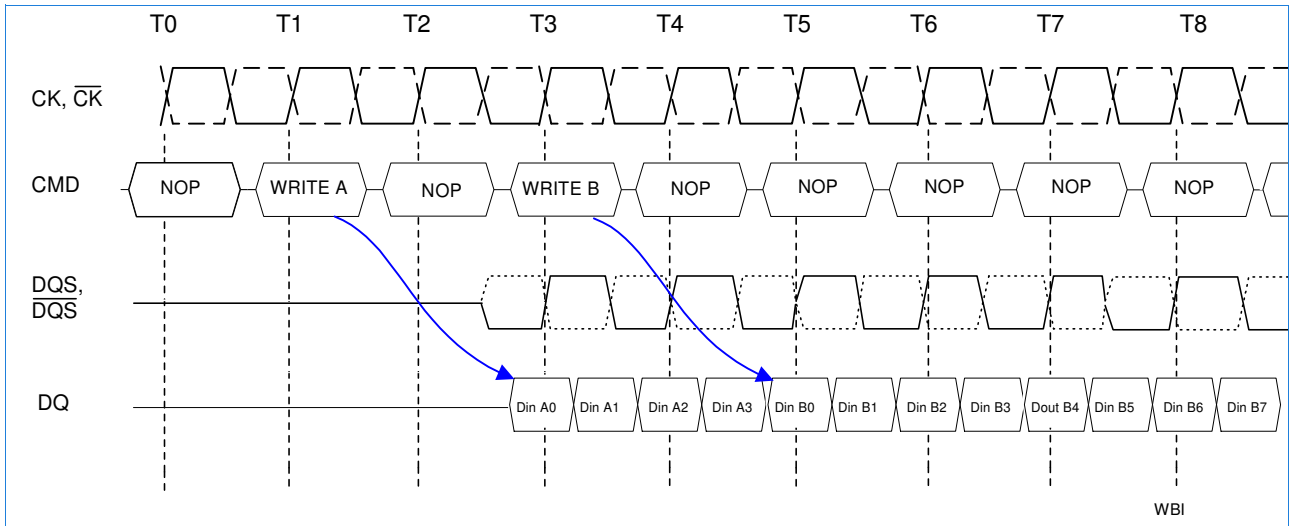 T0 T1 T2 T3 T4 T5 T6 T7 T8
CK, CK
CMD NOP WRITE A NOP WRITE B NOP NOP NOP NOP NOP
DQS,
DQS
DQ Din A0 Din A1 Din A2 Din A3 Din B0 Din B1 Din B2 Din B3 Dout B4 Din B5 Din B6 Din B7
WBI